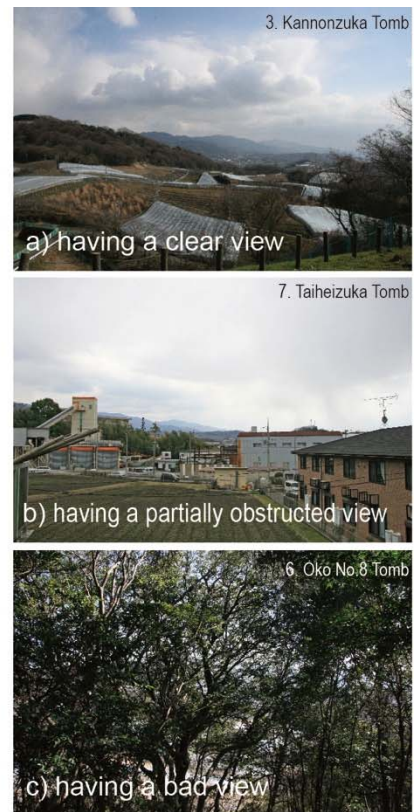 3. Kannonzuka Tomb
a) having a clear view
7. Taiheizuka Tomb
b) having a partially obstructed view
6. Oko No.8 Tomb
c) having a bad view